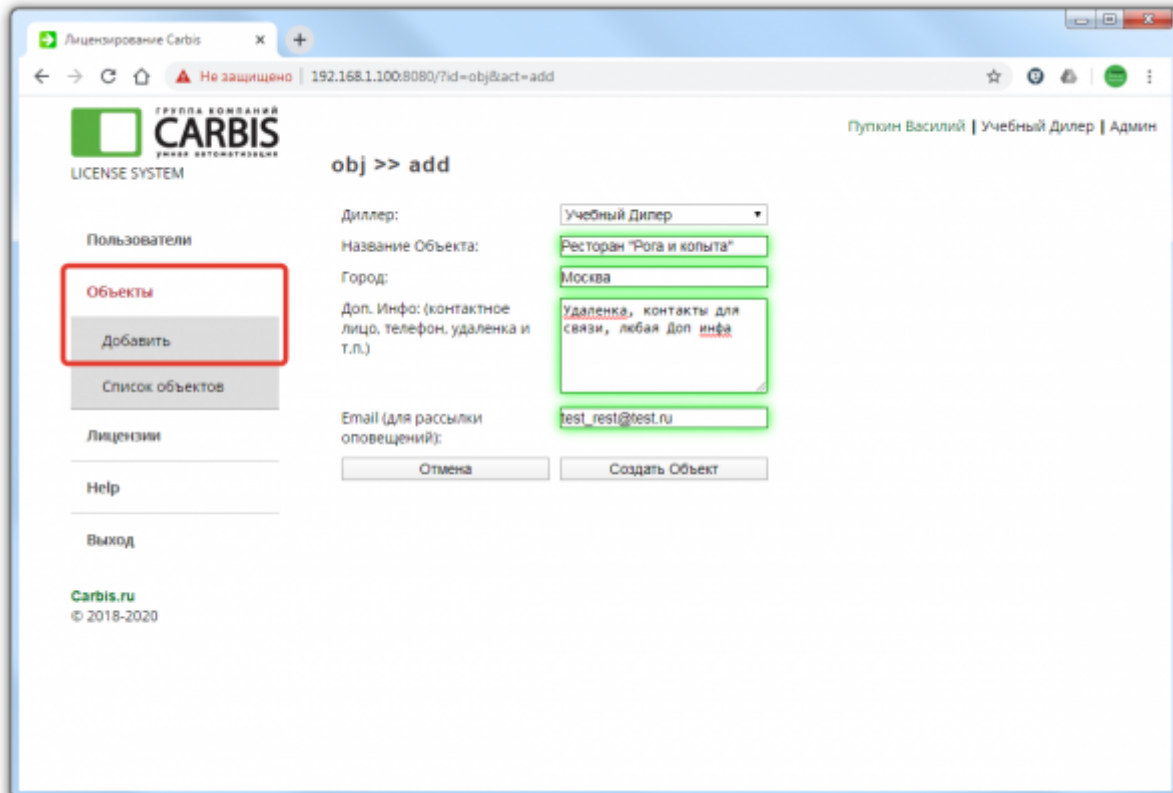 Лицензирование Carbis
Не защищено | 192.168.1.100:8080/?id=obj&act=add
ГРУППА КОМПАНИЙ
CARBIS
умная автоматизация
LICENSE SYSTEM
Пупкин Василий | Учебный Дилер | Админ
obj >> add
Пользователи
Объекты
Добавить
Список объектов
Лицензии
Help
Выход
Carbis.ru
© 2018-2020
Диллер:
Учебный Дилер
Название Объекта:
Ресторан "Рога и копыта"
Город:
Москва
Доп. Инфо: (контактное
лицо, телефон, удаленка и
т.п.)
Удаленка, контакты для
связи, любая Доп инфа
Email (для рассылки
оповещений):
test_rest@test.ru
Отмена
Создать Объект